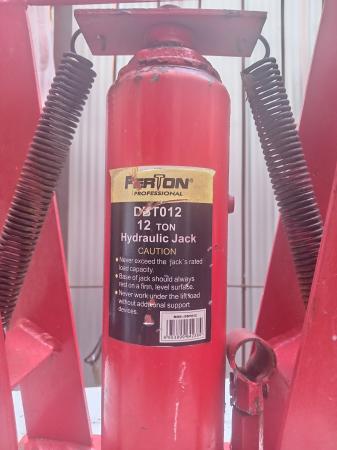 FERTON®
PROFESSIONAL
DBT012
12 TON
Hydraulic Jack
CAUTION
• Never exceed the jack's rated
load capacity.
• Base of jack should always
rest on a firm, level surface.
• Never work under the lift load
without additional support
devices.